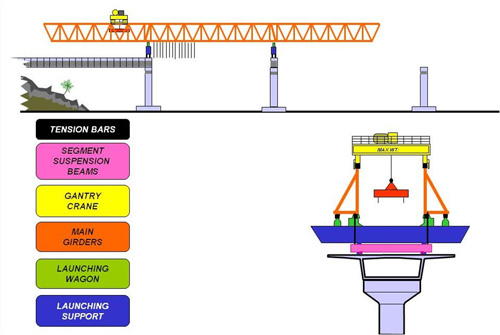 TENSION BARS
SEGMENT
SUSPENSION
BEAMS
GANTRY
CRANE
MAIN
GIRDERS
LAUNCHING
WAGON
LAUNCHING
SUPPORT
MAX WT.